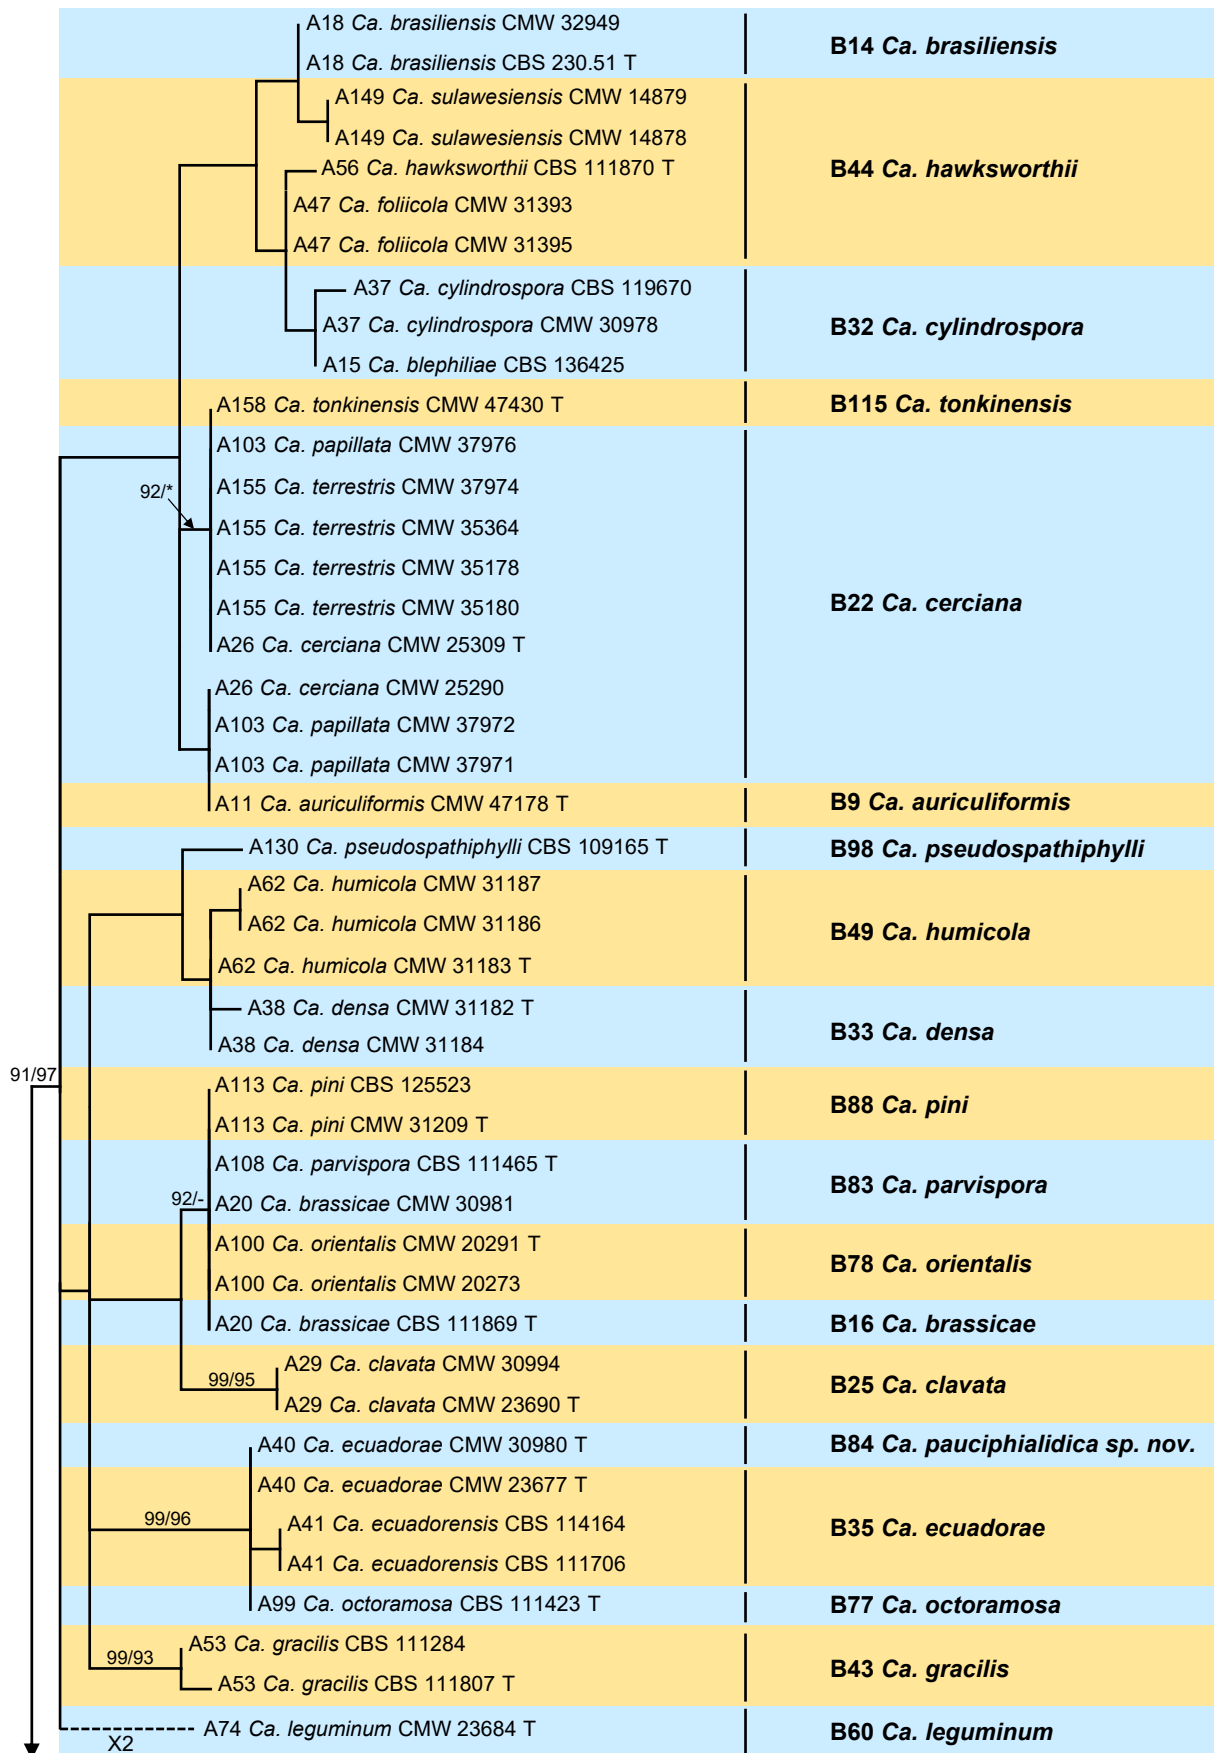 A18 Ca. brasiliensis CMW 32949
A18 Ca. brasiliensis CBS 230.51 T
B14 Ca. brasiliensis
A149 Ca. sulawesiensis CMW 14879
A149 Ca. sulawesiensis CMW 14878
A56 Ca. hawksworthii CBS 111870 T
A47 Ca. foliicola CMW 31393
A47 Ca. foliicola CMW 31395
B44 Ca. hawksworthii
A37 Ca. cylindrospora CBS 119670
A37 Ca. cylindrospora CMW 30978
A15 Ca. blephiliae CBS 136425
B32 Ca. cylindrospora
A158 Ca. tonkinensis CMW 47430 T
B115 Ca. tonkinensis
A103 Ca. papillata CMW 37976
A155 Ca. terrestris CMW 37974
92/*
A155 Ca. terrestris CMW 35364
A155 Ca. terrestris CMW 35178
A155 Ca. terrestris CMW 35180
A26 Ca. cerciana CMW 25309 T
A26 Ca. cerciana CMW 25290
A103 Ca. papillata CMW 37972
A103 Ca. papillata CMW 37971
B22 Ca. cerciana
A11 Ca. auriculiformis CMW 47178 T
B9 Ca. auriculiformis
A130 Ca. pseudospathiphylli CBS 109165 T
B98 Ca. pseudospathiphylli
A62 Ca. humicola CMW 31187
A62 Ca. humicola CMW 31186
A62 Ca. humicola CMW 31183 T
B49 Ca. humicola
A38 Ca. densa CMW 31182 T
A38 Ca. densa CMW 31184
B33 Ca. densa
91/97
A113 Ca. pini CBS 125523
A113 Ca. pini CMW 31209 T
B88 Ca. pini
A108 Ca. parvispora CBS 111465 T
92/-
A20 Ca. brassicae CMW 30981
B83 Ca. parvispora
A100 Ca. orientalis CMW 20291 T
A100 Ca. orientalis CMW 20273
B78 Ca. orientalis
A20 Ca. brassicae CBS 111869 T
B16 Ca. brassicae
A29 Ca. clavata CMW 30994
99/95
A29 Ca. clavata CMW 23690 T
B25 Ca. clavata
A40 Ca. ecuadorae CMW 30980 T
B84 Ca. pauciphialidica sp. nov.
A40 Ca. ecuadorae CMW 23677 T
99/96
A41 Ca. ecuadorensis CBS 114164
A41 Ca. ecuadorensis CBS 111706
B35 Ca. ecuadorae
A99 Ca. octoramosa CBS 111423 T
B77 Ca. octoramosa
A53 Ca. gracilis CBS 111284
99/93
A53 Ca. gracilis CBS 111807 T
B43 Ca. gracilis
A74 Ca. leguminum CMW 23684 T
X2
B60 Ca. leguminum